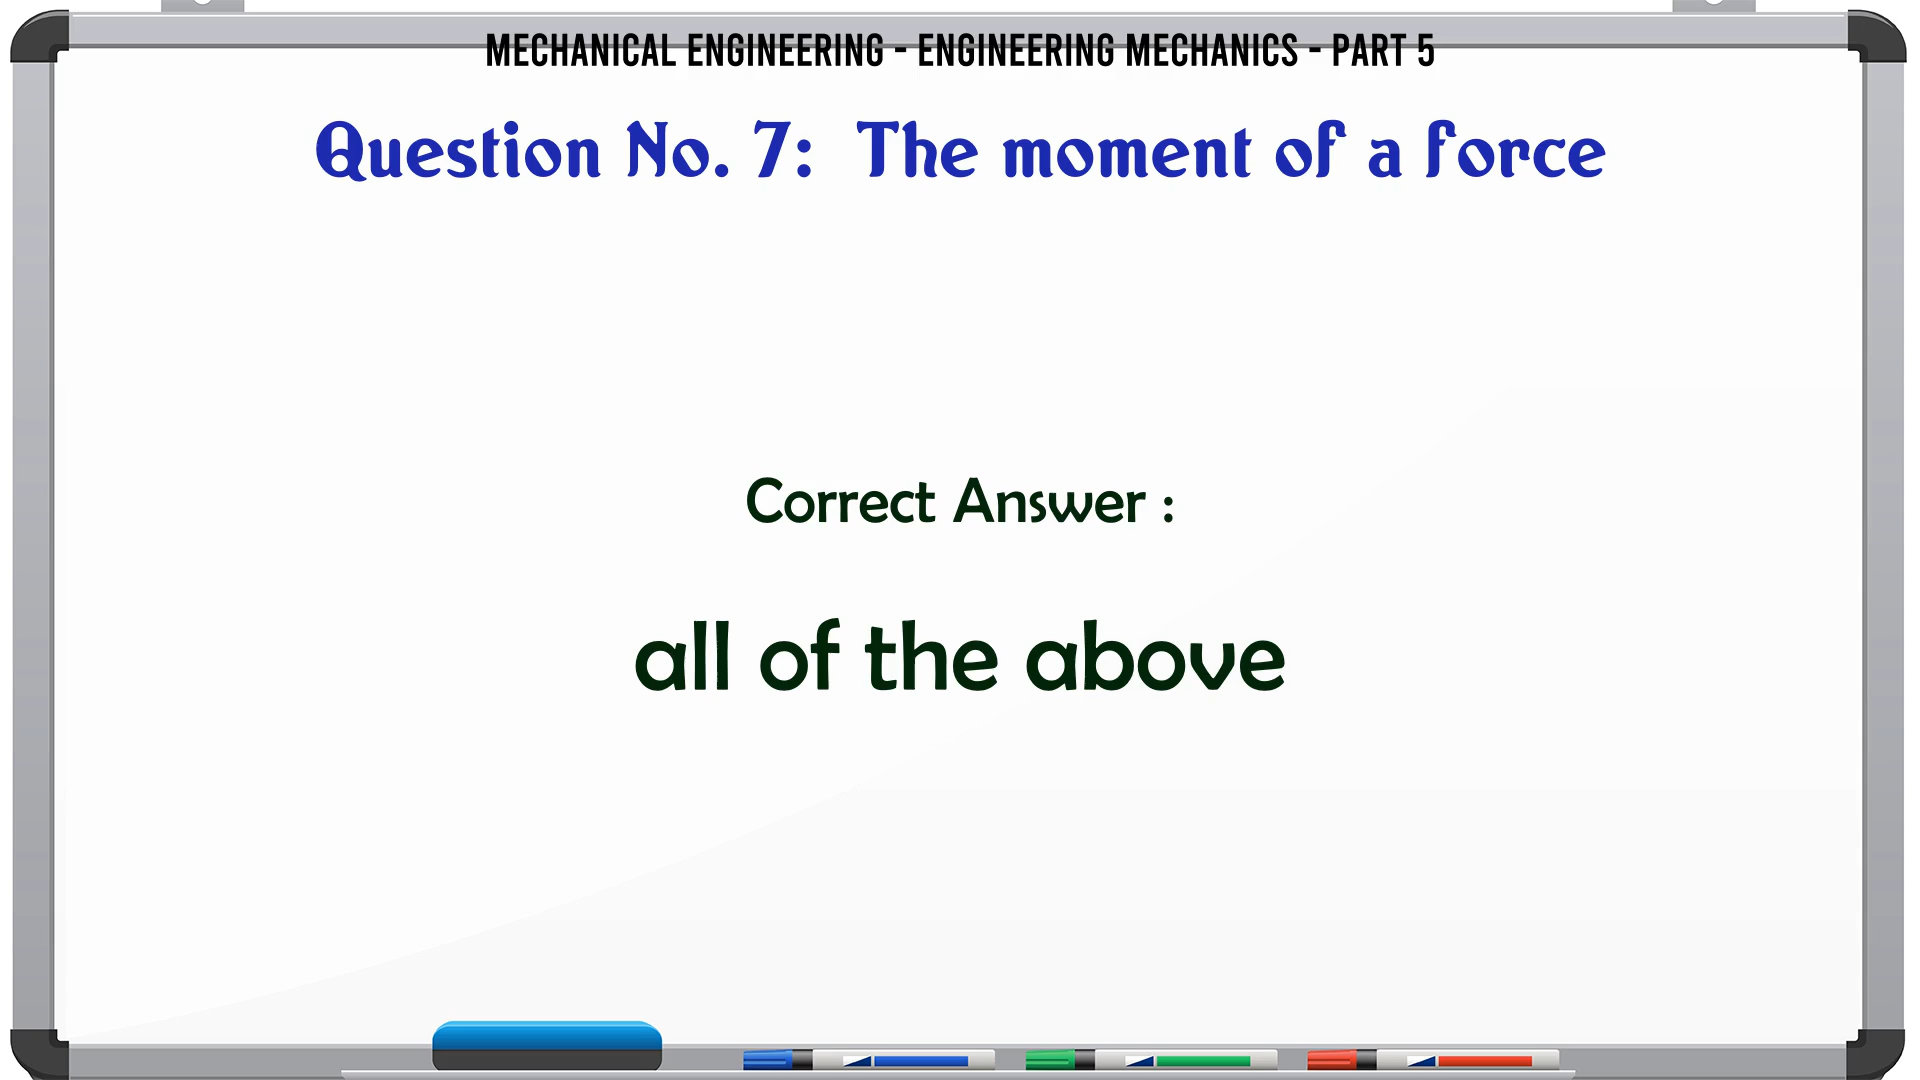 MECHANICAL ENGINEERING - ENGINEERING MECHANICS - PART 5
Question No. 7: The moment of a force
Correct Answer :
all of the above